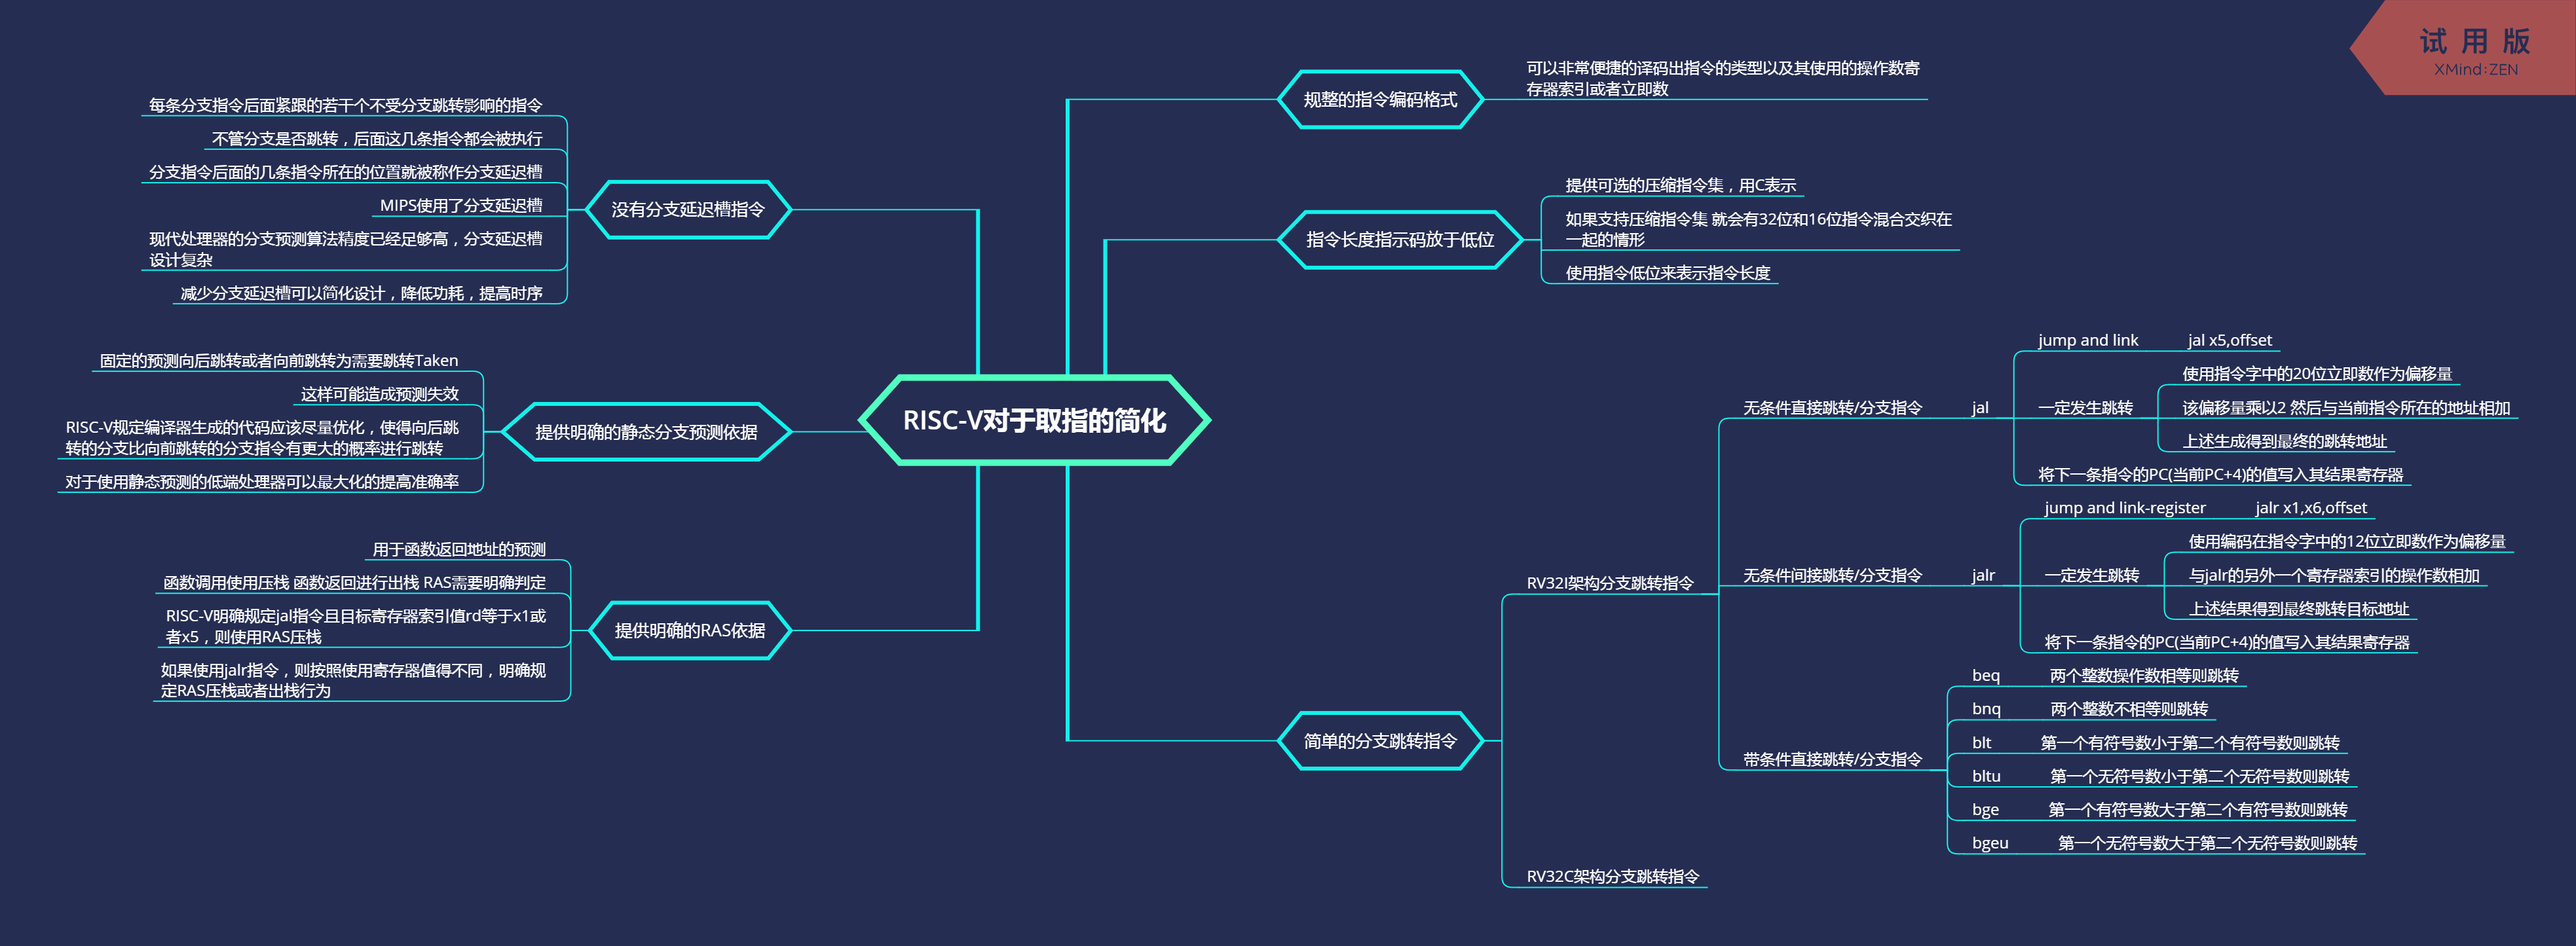 试用版
XMind:ZEN
RISC-V对于取指的简化
规整的指令编码格式
可以非常便捷的译码出指令的类型以及其使用的操作数寄
存器索引或者立即数
指令长度指示码放于低位
提供可选的压缩指令集，用C表示
如果支持压缩指令集 就会有32位和16位指令混合交织在
一起的情形
使用指令低位来表示指令长度
简单的分支跳转指令
RV32I架构分支跳转指令
无条件直接跳转/分支指令
jal
jump and link
jal x5,offset
一定发生跳转
使用指令字中的20位立即数作为偏移量
该偏移量乘以2 然后与当前指令所在的地址相加
上述生成得到最终的跳转地址
将下一条指令的PC(当前PC+4)的值写入其结果寄存器
无条件间接跳转/分支指令
jalr
jump and link-register
jalr x1,x6,offset
一定发生跳转
使用编码在指令字中的12位立即数作为偏移量
与jalr的另外一个寄存器索引的操作数相加
上述结果得到最终跳转目标地址
将下一条指令的PC(当前PC+4)的值写入其结果寄存器
带条件直接跳转/分支指令
beq
两个整数操作数相等则跳转
bnq
两个整数不相等则跳转
blt
第一个有符号数小于第二个有符号数则跳转
bltu
第一个无符号数小于第二个无符号数则跳转
bge
第一个有符号数大于第二个有符号数则跳转
bgeu
第一个无符号数大于第二个无符号数则跳转
RV32C架构分支跳转指令
没有分支延迟槽指令
每条分支指令后面紧跟的若干个不受分支跳转影响的指令
不管分支是否跳转，后面这几条指令都会被执行
分支指令后面的几条指令所在的位置就被称作分支延迟槽
MIPS使用了分支延迟槽
现代处理器的分支预测算法精度已经足够高，分支延迟槽
设计复杂
减少分支延迟槽可以简化设计，降低功耗，提高时序
提供明确的静态分支预测依据
固定的预测向后跳转或者向前跳转为需要跳转Taken
这样可能造成预测失效
RISC-V规定编译器生成的代码应该尽量优化，使得向后跳
转的分支比向前跳转的分支指令有更大的概率进行跳转
对于使用静态预测的低端处理器可以最大化的提高准确率
提供明确的RAS依据
用于函数返回地址的预测
函数调用使用压栈 函数返回进行出栈 RAS需要明确判定
RISC-V明确规定jal指令且目标寄存器索引值rd等于x1或
者x5，则使用RAS压栈
如果使用jalr指令，则按照使用寄存器值得不同，明确规
定RAS压栈或者出栈行为